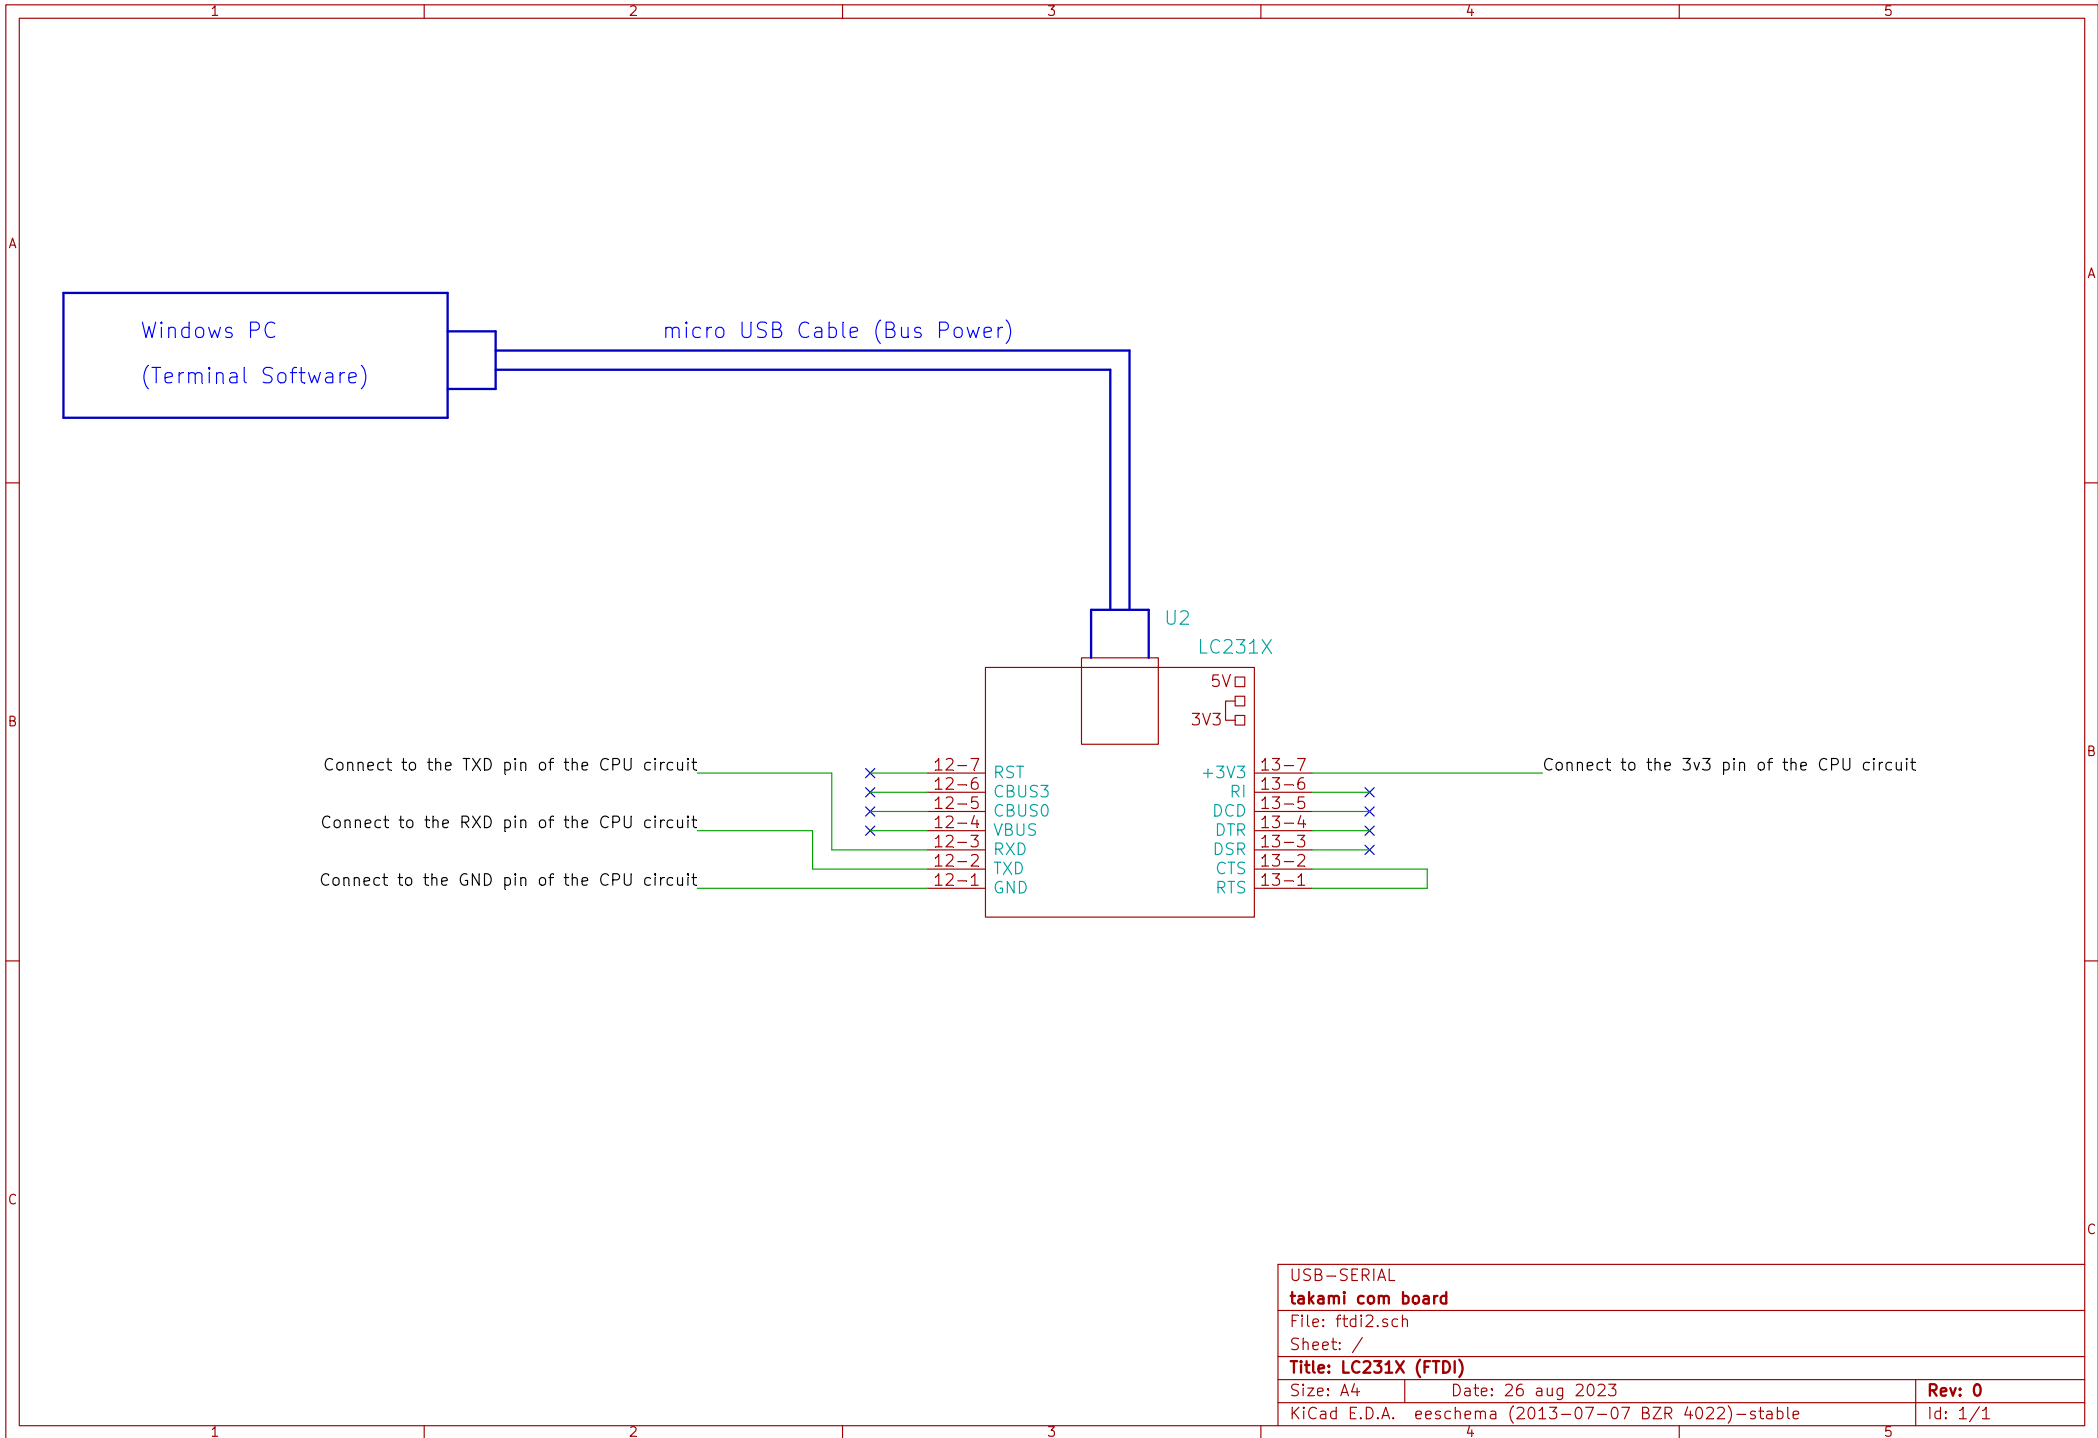 1 2 3 4 5
A
A
Windows PC
(Terminal Software)
micro USB Cable (Bus Power)
U2
LC231X
5V
3V3
B
B
Connect to the TXD pin of the CPU circuit
Connect to the RXD pin of the CPU circuit
Connect to the GND pin of the CPU circuit
12-7 RST
12-6 CBUS3
12-5 CBUS0
12-4 VBUS
12-3 RXD
12-2 TXD
12-1 GND
+3V3 13-7
RI 13-6
DCD 13-5
DTR 13-4
DSR 13-3
CTS 13-2
RTS 13-1
Connect to the 3v3 pin of the CPU circuit
C
C
USB-SERIAL
takami com board
File: ftdi2.sch
Sheet: /
Title: LC231X (FTDI)
Size: A4 Date: 26 aug 2023 Rev: 0
KiCad E.D.A. eeschema (2013-07-07 BZR 4022)-stable Id: 1/1
1 2 3 4 5